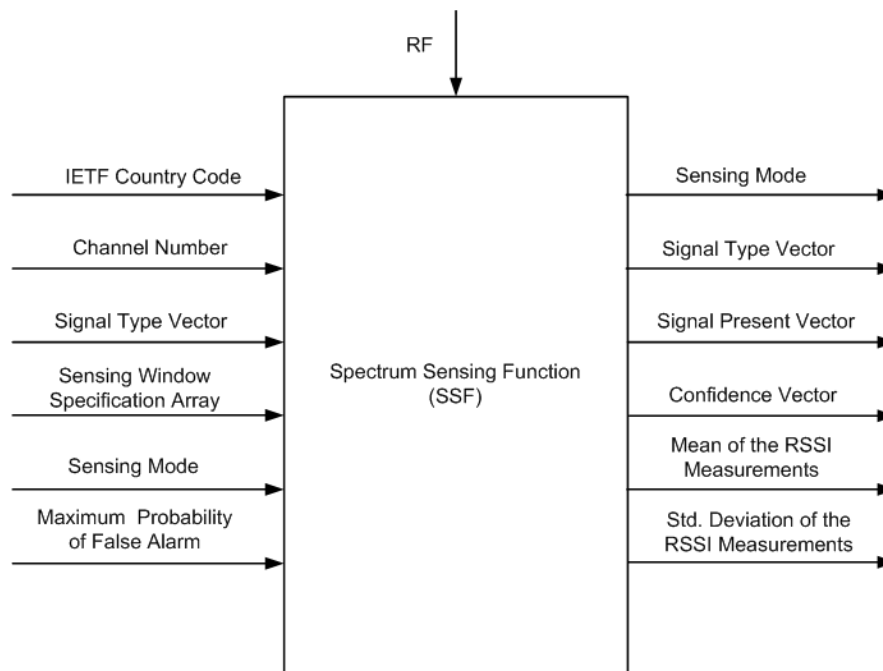 RF
IETF Country Code
Channel Number
Signal Type Vector
Sensing Window
Specification Array
Sensing Mode
Maximum Probability
of False Alarm
Spectrum Sensing Function
(SSF)
Sensing Mode
Signal Type Vector
Signal Present Vector
Confidence Vector
Mean of the RSSI
Measurements
Std. Deviation of the
RSSI Measurements